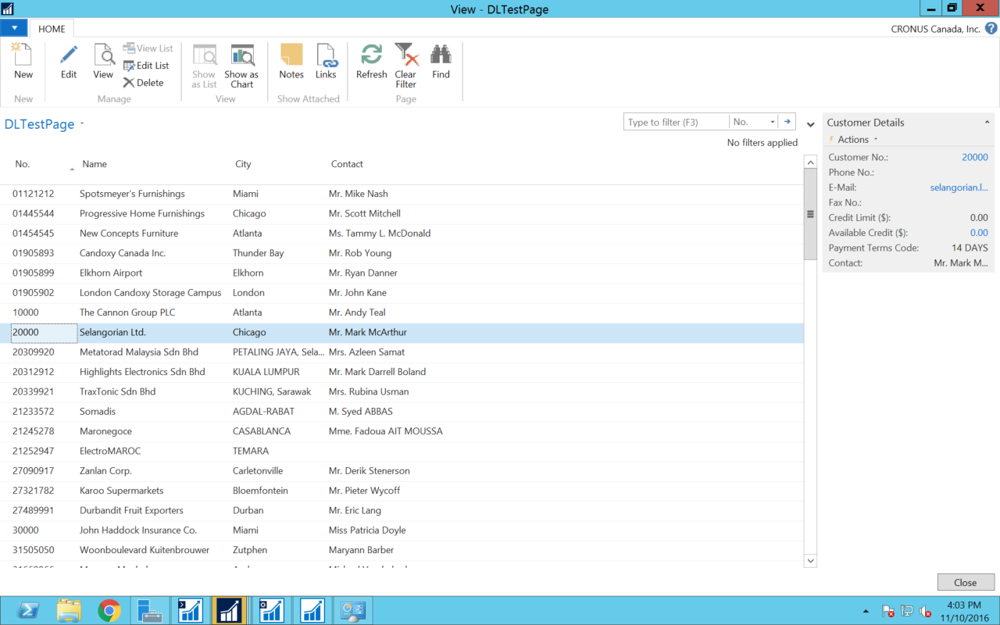 View - DLTestPage
HOME
CRONUS Canada, Inc.
New
Edit
View
View List
Edit List
Delete
Show as List
Show as Chart
Notes
Links
Refresh
Clear Filter
Find
New
Manage
View
Show Attached
Page
DLTestPage
Type to filter (F3)
No.
No filters applied
No. Name City Contact
01121212 Spotsmeyer's Furnishings Miami Mr. Mike Nash
01445544 Progressive Home Furnishings Chicago Mr. Scott Mitchell
01454545 New Concepts Furniture Atlanta Ms. Tammy L. McDonald
01905893 Candoxy Canada Inc. Thunder Bay Mr. Rob Young
01905899 Elkhorn Airport Elkhorn Mr. Ryan Danner
01905902 London Candoxy Storage Campus London Mr. John Kane
10000 The Cannon Group PLC Atlanta Mr. Andy Teal
20000 Selangorian Ltd. Chicago Mr. Mark McArthur
20309920 Metatorad Malaysia Sdn Bhd PETALING JAYA, Sela... Mrs. Azleen Samat
20312912 Highlights Electronics Sdn Bhd KUALA LUMPUR Mr. Mark Darrell Boland
20339921 TraxTonic Sdn Bhd KUCHING, Sarawak Mrs. Rubina Usman
21233572 Somadis AGDAL-RABAT M. Syed ABBAS
21245278 Maronegoce CASABLANCA Mme. Fadoua AIT MOUSSA
21252947 ElectroMAROC TEMARA
27090917 Zanlan Corp. Carletonville Mr. Derik Stenerson
27321782 Karoo Supermarkets Bloemfontein Mr. Pieter Wycoff
27489991 Durbandit Fruit Exporters Durban Mr. Eric Lang
30000 John Haddock Insurance Co. Miami Miss Patricia Doyle
31505050 Woonboulevard Kuitenbrouwer Zutphen Maryann Barber
Customer Details
Actions
Customer No.: 20000
Phone No.:
E-Mail: selangorian.l...
Fax No.:
Credit Limit ($): 0.00
Available Credit ($): 0.00
Payment Terms Code: 14 DAYS
Contact: Mr. Mark M...
Close
4:03 PM
11/10/2016